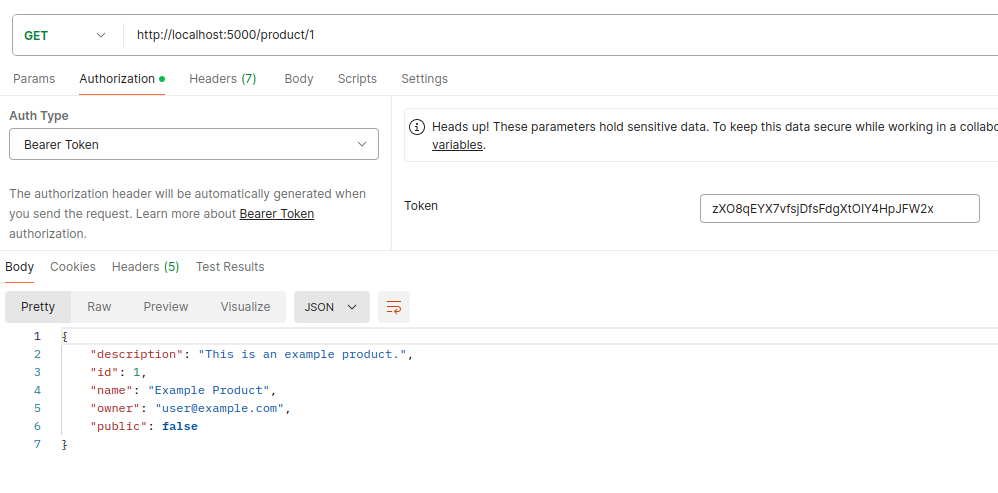 GET http://localhost:5000/product/1
Params Authorization Headers (7) Body Scripts Settings
Auth Type
Bearer Token
The authorization header will be automatically generated when
you send the request. Learn more about Bearer Token
authorization.
Heads up! These parameters hold sensitive data. To keep this data secure while working in a collabo
variables.
Token zXO8qEYX7vfsjDfsFdgXtOlY4HpJFW2x
Body Cookies Headers (5) Test Results
Pretty Raw Preview Visualize JSON
1 {
2 "description": "This is an example product.",
3 "id": 1,
4 "name": "Example Product",
5 "owner": "user@example.com",
6 "public": false
7 }